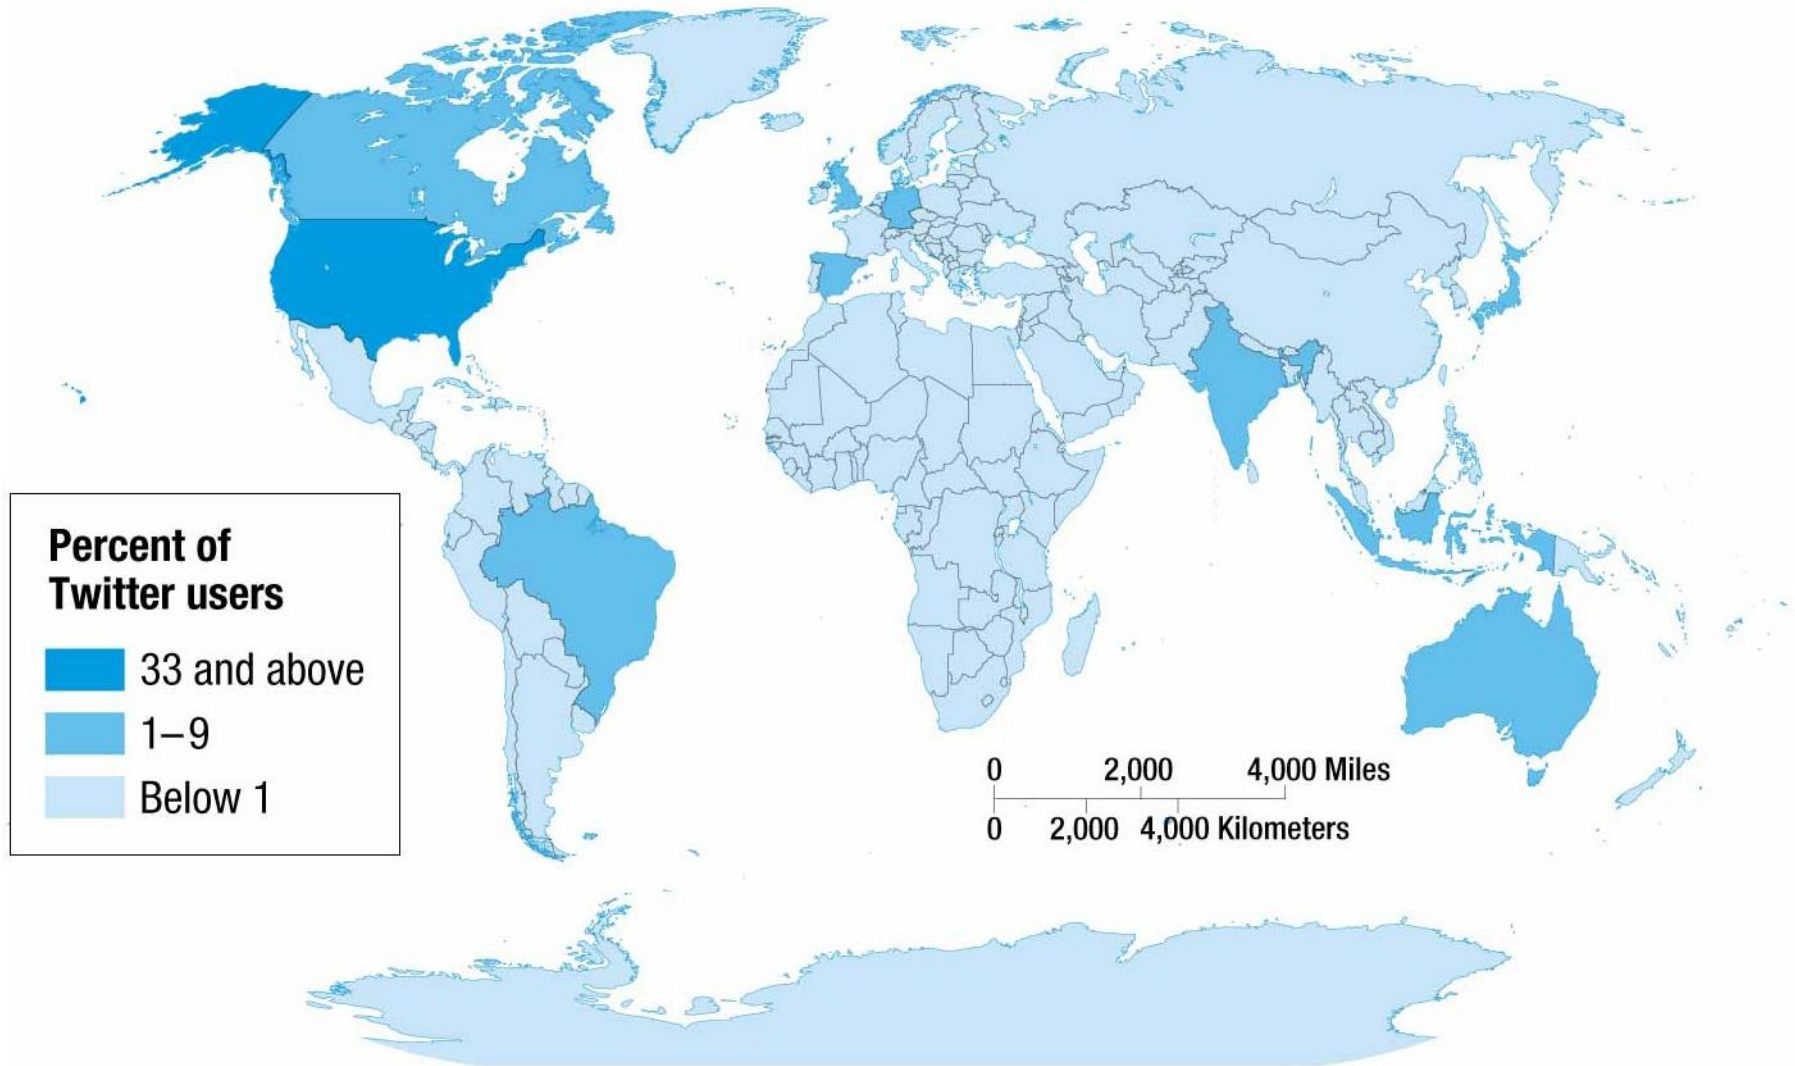 Percent of
Twitter users
33 and above
1–9
Below 1
0 2,000 4,000 Miles
0 2,000 4,000 Kilometers